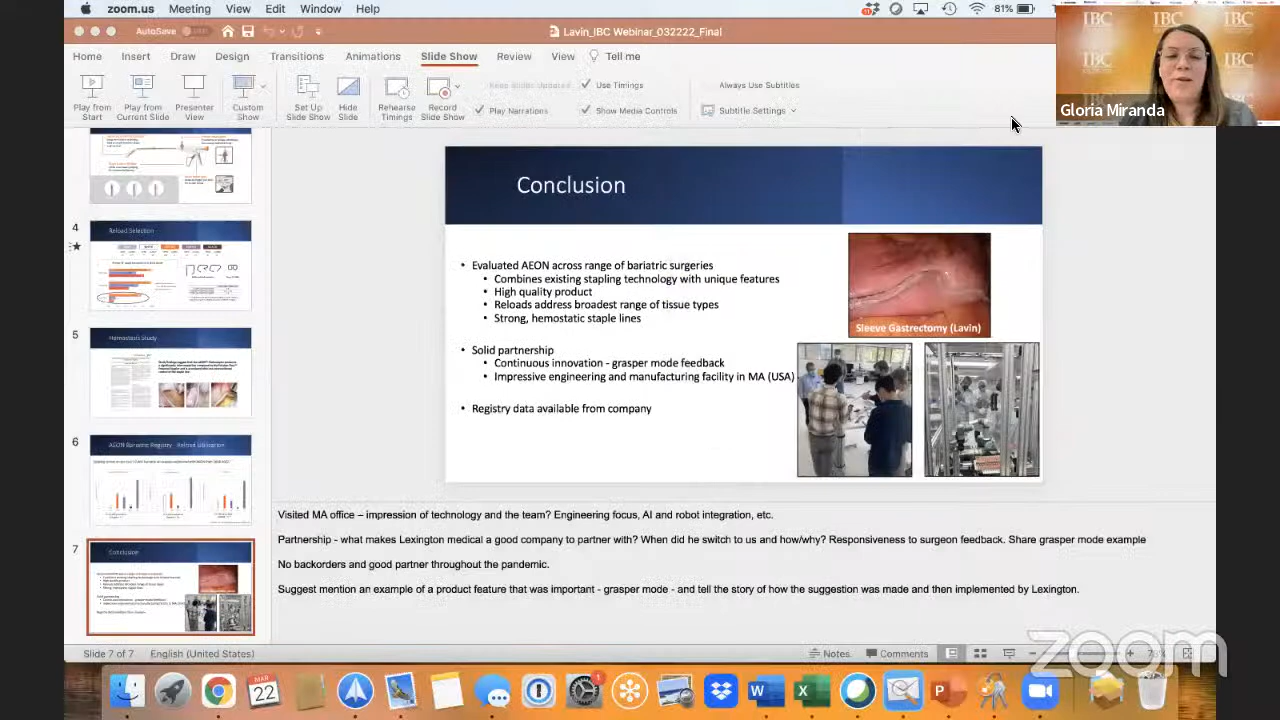 zoom.us Meeting View Edit Window Help
81%
AutoSave
Lavin_IBC Webinar_032222_Final
Home Insert Draw Design Transitions Animations Slide Show Review View Tell me
Play from Start
Play from Current Slide
Presenter View
Custom Show
Set Up Slide Show
Hide Slide
Rehearse Timings
Record Slide Show
Keep Slides Updated
Use Timings
Always Use Subtitles
Play Narrations
Show Media Controls
Subtitle Settings
IBC
IBC
IBC
IBC
IBC
Gloria Miranda
4
Reload Selection
5
Hemostasis Study
6
AEON Bariatric Registry - Reload Utilization
7
Conclusion
Conclusion
• Evaluated AEON across range of bariatric surgeries
• Combines strong stapling technology with unique features
• High quality product
• Reloads address broadest range of tissue types
• Strong, hemostatic staple lines
• Solid partnership
• Continuous innovation – grasper mode feedback
• Impressive engineering and manufacturing facility in MA (USA)
• Registry data available from company
Sleeve Gastrectomy (Lavin)
Visited MA office – impression of technology and the team. Engineering focus, AI and robot integration, etc.
Partnership - what makes Lexington medical a good company to partner with? When did he switch to us and how/why? Responsiveness to surgeon feedback. Share grasper mode example
No backorders and good partner throughout the pandemic
Suggest mention an example of a product feature that was important - grasper mode - and tell the story of how the suggestion was made and then implemented by Lexington.
Slide 7 of 7 English (United States)
Notes Comments
zoom
MAR
22